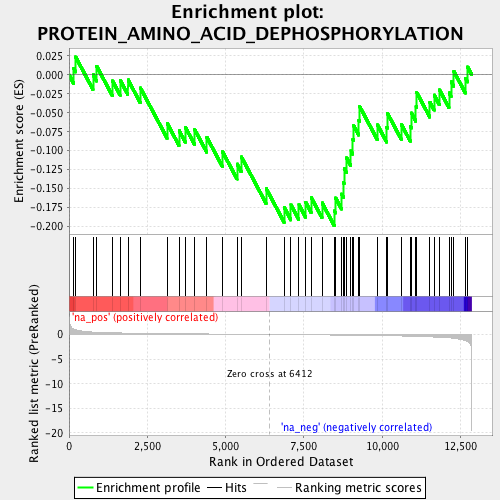 Enrichment plot:
PROTEIN_AMINO_ACID_DEPHOSPHORYLATION
Enrichment score (ES)
0.025
0.000
-0.025
-0.050
-0.075
-0.100
-0.125
-0.150
-0.175
-0.200
'na_pos' (positively correlated)
Ranked list metric (PreRanked)
0
-5
-10
-15
-20
Zero cross at 6412
'na_neg' (negatively correlated)
0
2,500
5,000
7,500
10,000
12,500
Rank in Ordered Dataset
Enrichment profile
Hits
Ranking metric scores